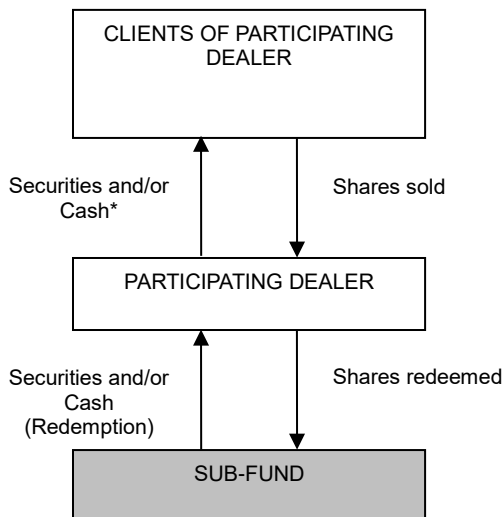 CLIENTS OF PARTICIPATING
DEALER
Securities and/or
Cash*
Shares sold
PARTICIPATING DEALER
Securities and/or
Cash
(Redemption)
Shares redeemed
SUB-FUND